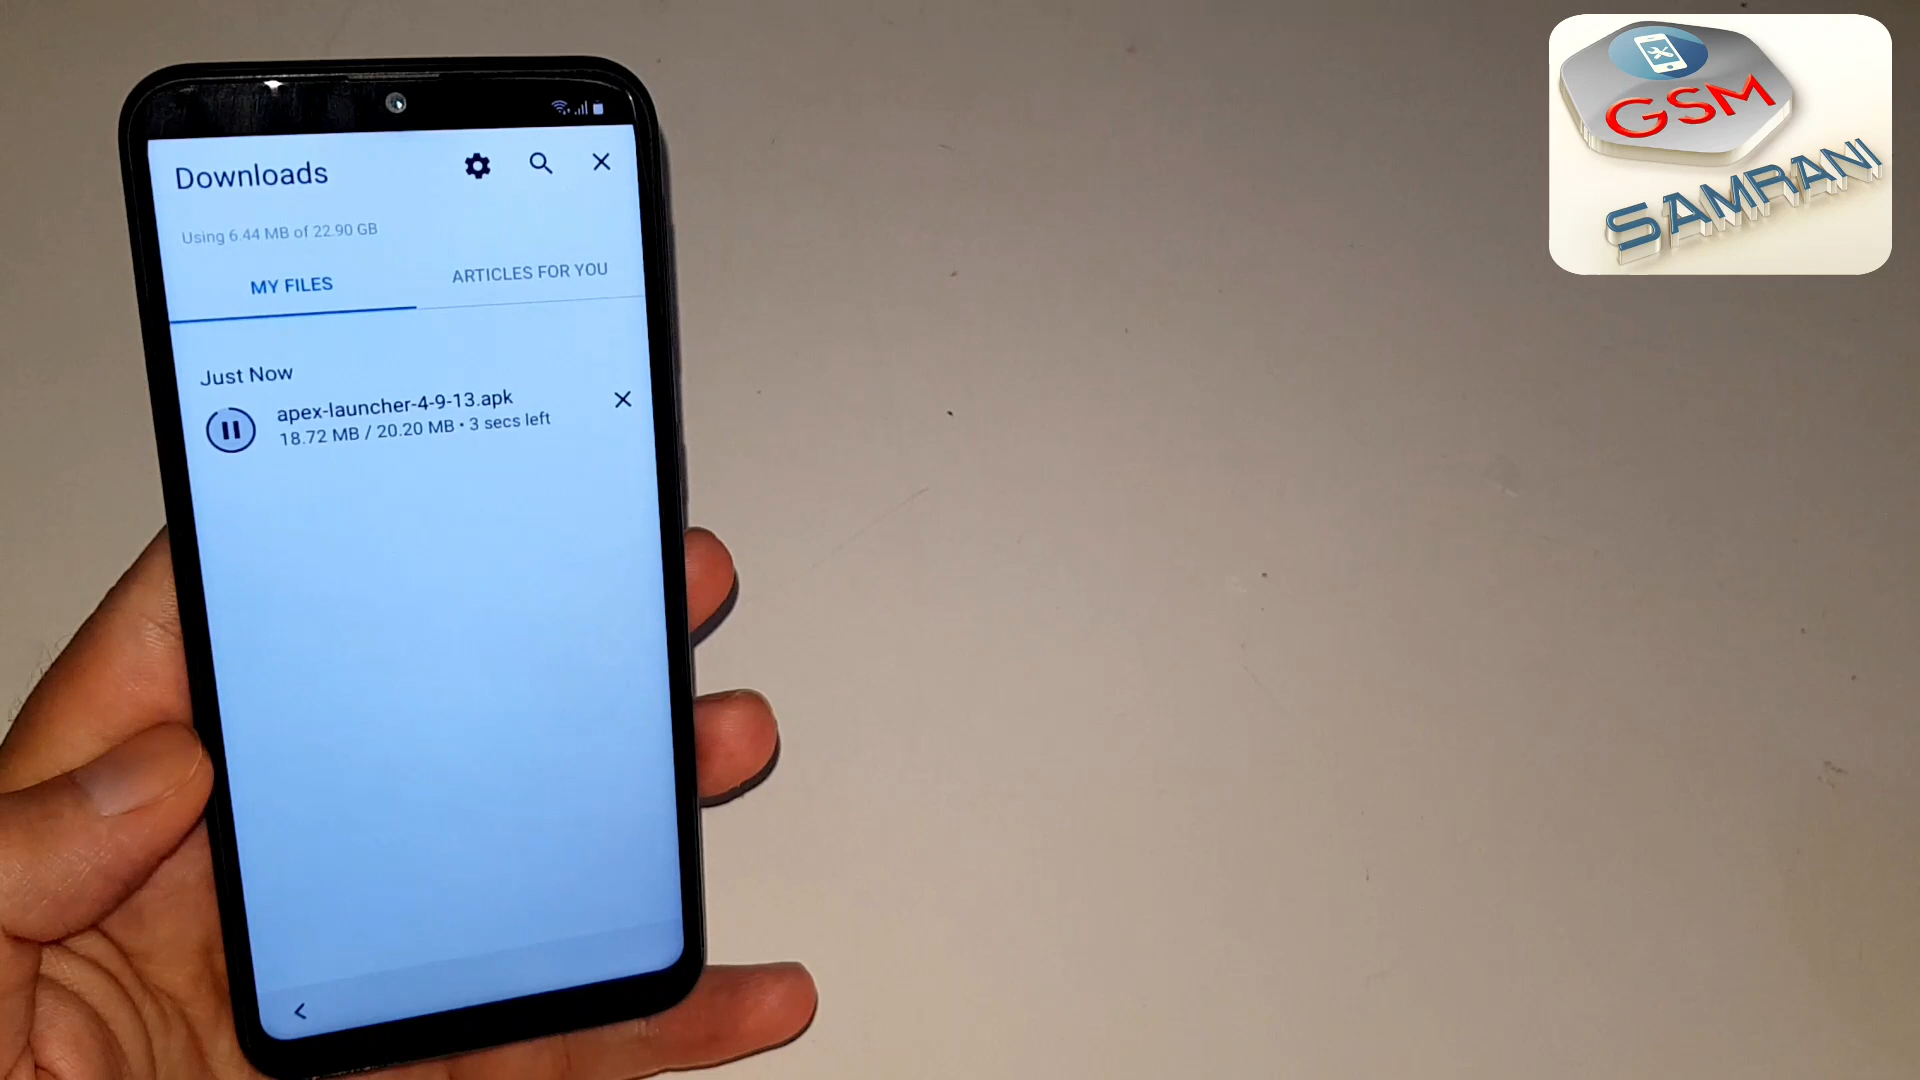 Downloads
Using 6.44 MB of 22.90 GB
MY FILES
ARTICLES FOR YOU
Just Now
apex-launcher-4-9-13.apk
18.72 MB / 20.20 MB • 3 secs left
GSM
SAMRANI